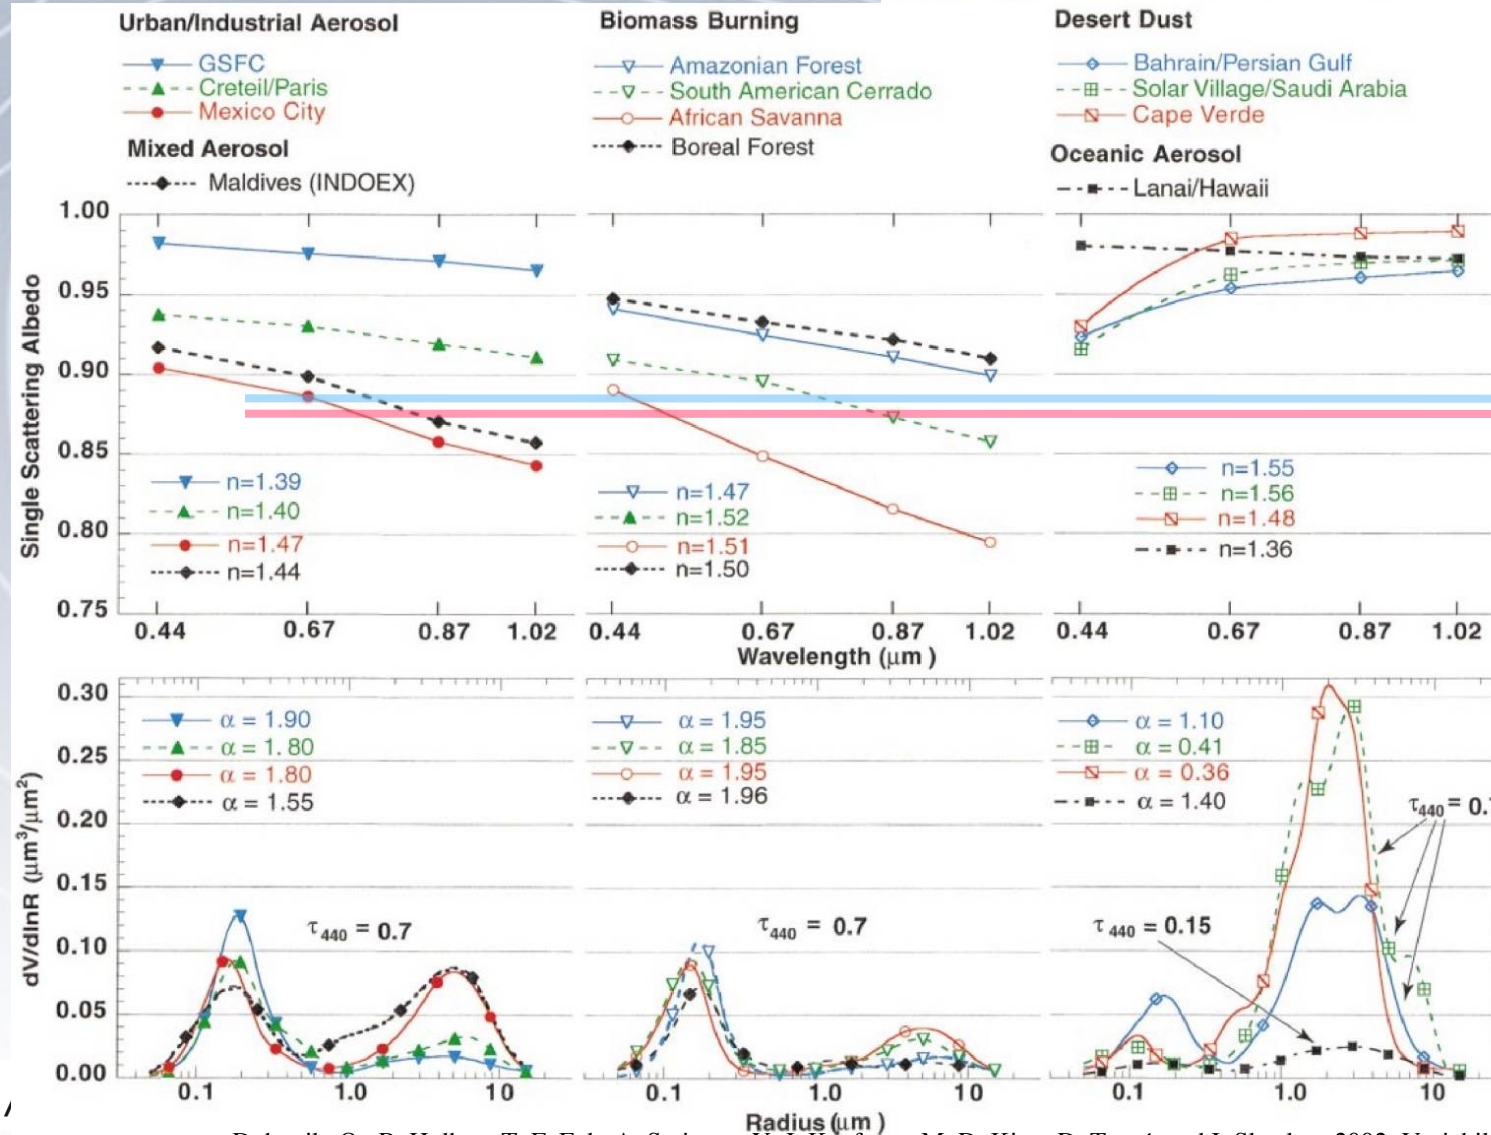 Urban/Industrial Aerosol
GSFC
Creteil/Paris
Mexico City
Mixed Aerosol
Maldives (INDOEX)
Biomass Burning
Amazonian Forest
South American Cerrado
African Savanna
Boreal Forest
Desert Dust
Bahrain/Persian Gulf
Solar Village/Saudi Arabia
Cape Verde
Oceanic Aerosol
Lanai/Hawaii
Single Scattering Albedo
1.00
0.95
0.90
0.85
0.80
0.75
n=1.39
n=1.40
n=1.47
n=1.44
n=1.47
n=1.52
n=1.51
n=1.50
n=1.55
n=1.56
n=1.48
n=1.36
0.44 0.67 0.87 1.02
0.44 0.67 0.87 1.02
0.44 0.67 0.87 1.02
Wavelength (μm )
dV/dlnR (μm³/μm²)
0.30
0.25
0.20
0.15
0.10
0.05
0.00
α = 1.90
α = 1.80
α = 1.80
α = 1.55
τ440 = 0.7
α = 1.95
α = 1.85
α = 1.95
α = 1.96
τ440 = 0.7
α = 1.10
α = 0.41
α = 0.36
α = 1.40
τ440 = 0.15
τ440 = 0.
0.1 1.0 10
0.1 1.0 10
0.1 1.0 10
Radius (μm )